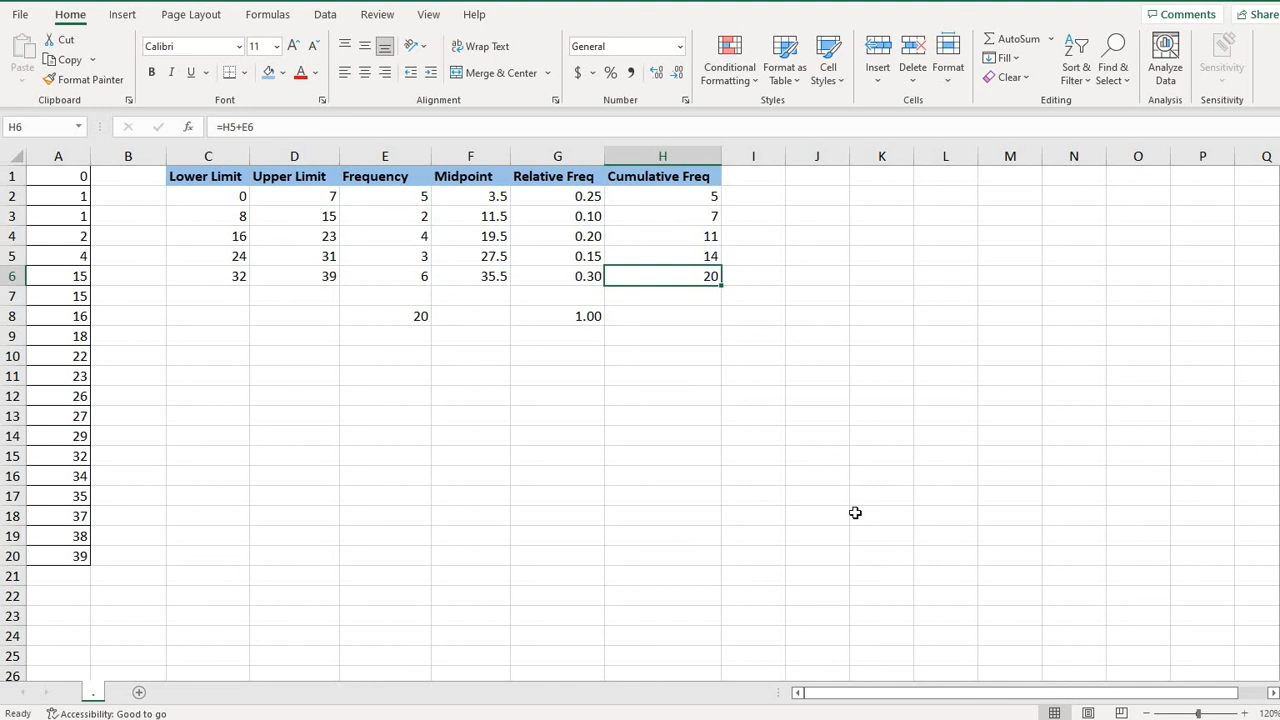 File Home Insert Page Layout Formulas Data Review View Help Comments Share
Paste Cut Copy Format Painter Clipboard
Calibri 11 B I U A Font
Wrap Text Merge & Center Alignment
General $ % , Number
Conditional Formatting Format as Table Cell Styles Styles
Insert Delete Format Cells
AutoSum Fill Clear Sort & Filter Find & Select Editing
Analyze Data Analysis
Sensitivity Sensitivity
H6 fx =H5+E6
A B C D E F G H I J K L M N O P Q
1 0 Lower Limit Upper Limit Frequency Midpoint Relative Freq Cumulative Freq
2 1 0 7 5 3.5 0.25 5
3 1 8 15 2 11.5 0.10 7
4 2 16 23 4 19.5 0.20 11
5 4 24 31 3 27.5 0.15 14
6 15 32 39 6 35.5 0.30 20
7 15
8 16 20 1.00
9 18
10 22
11 23
12 26
13 27
14 29
15 32
16 34
17 35
18 37
19 38
20 39
21
22
23
24
25
26
.
Ready Accessibility: Good to go 120%